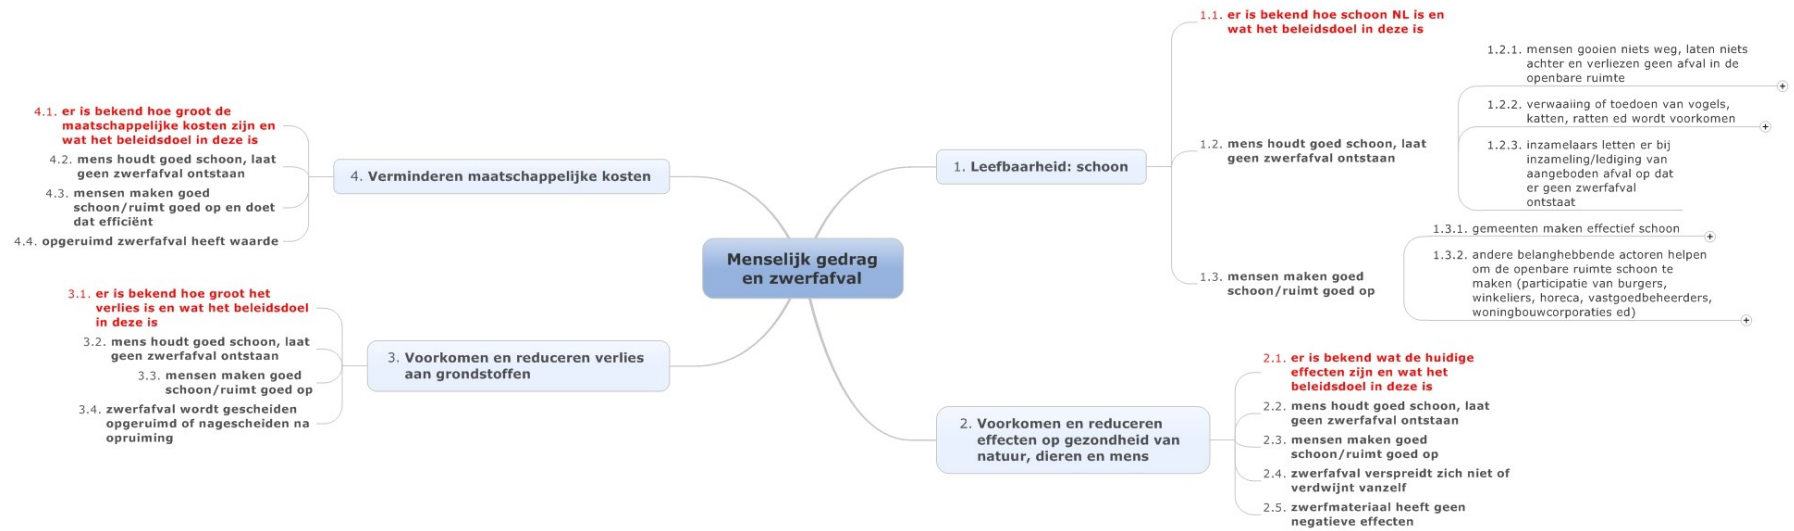 Menselijk gedrag
en zwerfafval
1. Leefbaarheid: schoon
1.1. er is bekend hoe schoon NL is en
wat het beleidsdoel in deze is
1.2. mens houdt goed schoon, laat
geen zwerfafval ontstaan
1.2.1. mensen gooien niets weg, laten niets
achter en verliezen geen afval in de
openbare ruimte
1.2.2. verwaaiing of toedoen van vogels,
katten, ratten ed wordt voorkomen
1.2.3. inzamelaars letten er bij
inzameling/lediging van
aangeboden afval op dat
er geen zwerfafval
ontstaat
1.3. mensen maken goed
schoon/ruimt goed op
1.3.1. gemeenten maken effectief schoon
1.3.2. andere belanghebbende actoren helpen
om de openbare ruimte schoon te
maken (participatie van burgers,
winkeliers, horeca, vastgoedbeheerders,
woningbouwcorporaties ed)
2. Voorkomen en reduceren
effecten op gezondheid van
natuur, dieren en mens
2.1. er is bekend wat de huidige
effecten zijn en wat het
beleidsdoel in deze is
2.2. mens houdt goed schoon, laat
geen zwerfafval ontstaan
2.3. mensen maken goed
schoon/ruimt goed op
2.4. zwerfafval verspreidt zich niet of
verdwijnt vanzelf
2.5. zwerfmateriaal heeft geen
negatieve effecten
3. Voorkomen en reduceren verlies
aan grondstoffen
3.1. er is bekend hoe groot het
verlies is en wat het beleidsdoel
in deze is
3.2. mens houdt goed schoon, laat
geen zwerfafval ontstaan
3.3. mensen maken goed
schoon/ruimt goed op
3.4. zwerfafval wordt gescheiden
opgeruimd of nagescheiden na
opruiming
4. Verminderen maatschappelijke kosten
4.1. er is bekend hoe groot de
maatschappelijke kosten zijn en
wat het beleidsdoel in deze is
4.2. mens houdt goed schoon, laat
geen zwerfafval ontstaan
4.3. mensen maken goed
schoon/ruimt goed op en doet
dat efficiënt
4.4. opgeruimd zwerfafval heeft waarde